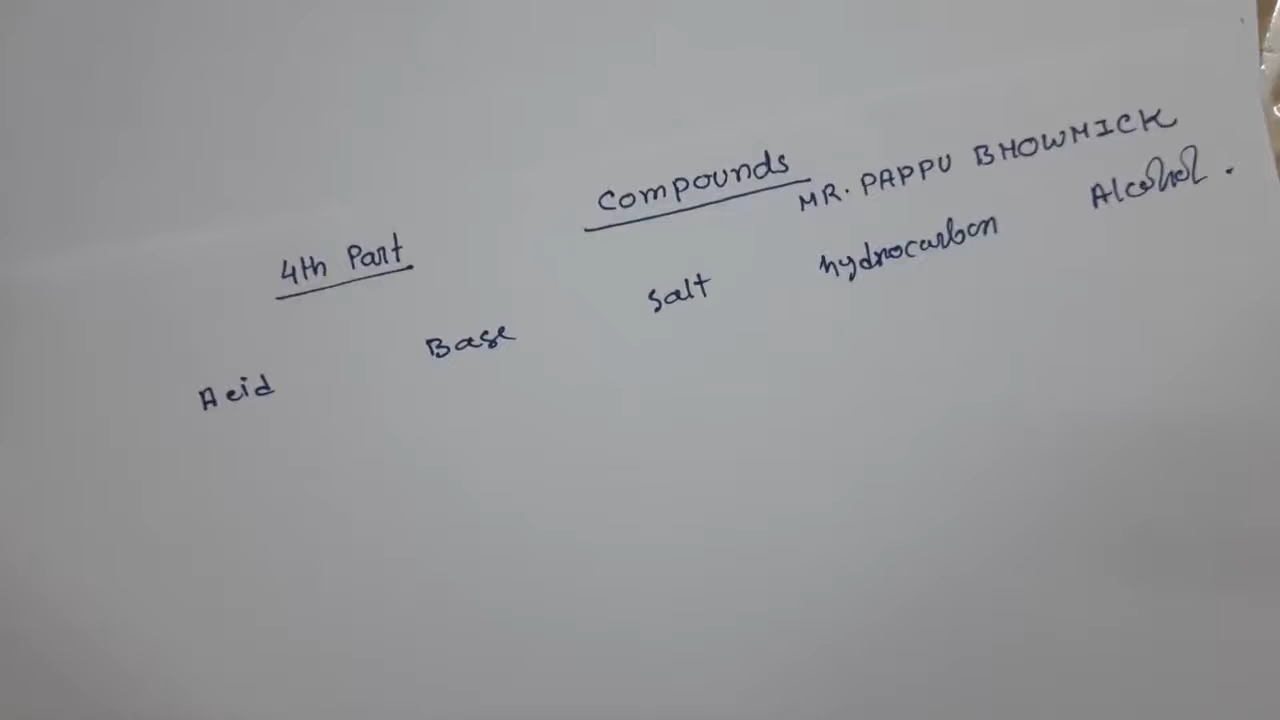 4th Part
Compounds
MR. PAPPU BHOWMICK
Acid Base Salt hydrocarbon Alcohol.